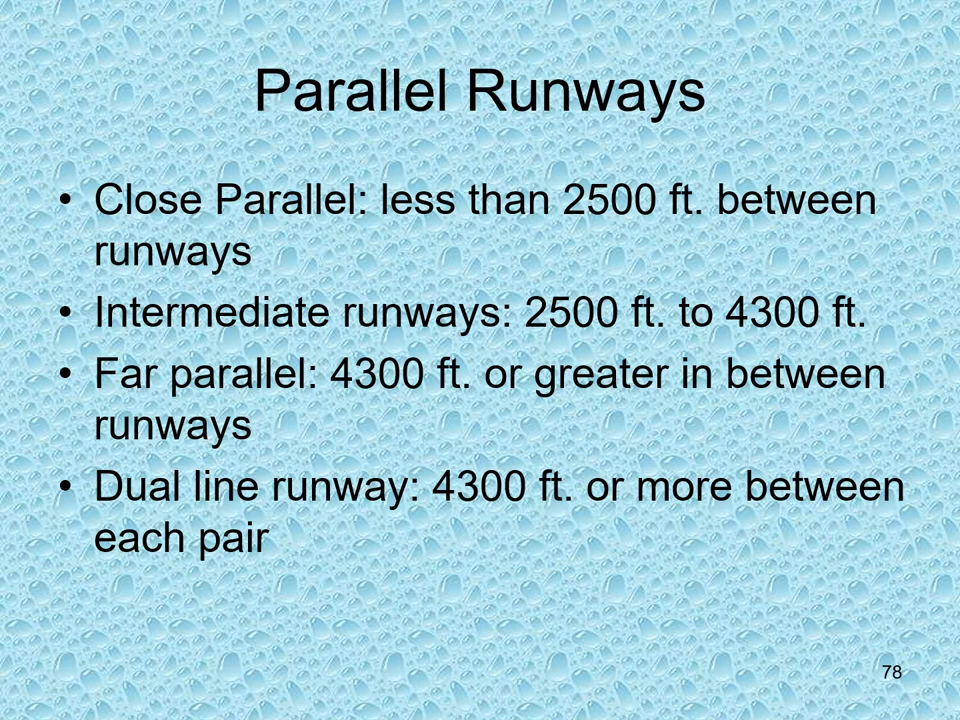 Parallel Runways
• Close Parallel: less than 2500 ft. between
runways
• Intermediate runways: 2500 ft. to 4300 ft.
• Far parallel: 4300 ft. or greater in between
runways
• Dual line runway: 4300 ft. or more between
each pair
78